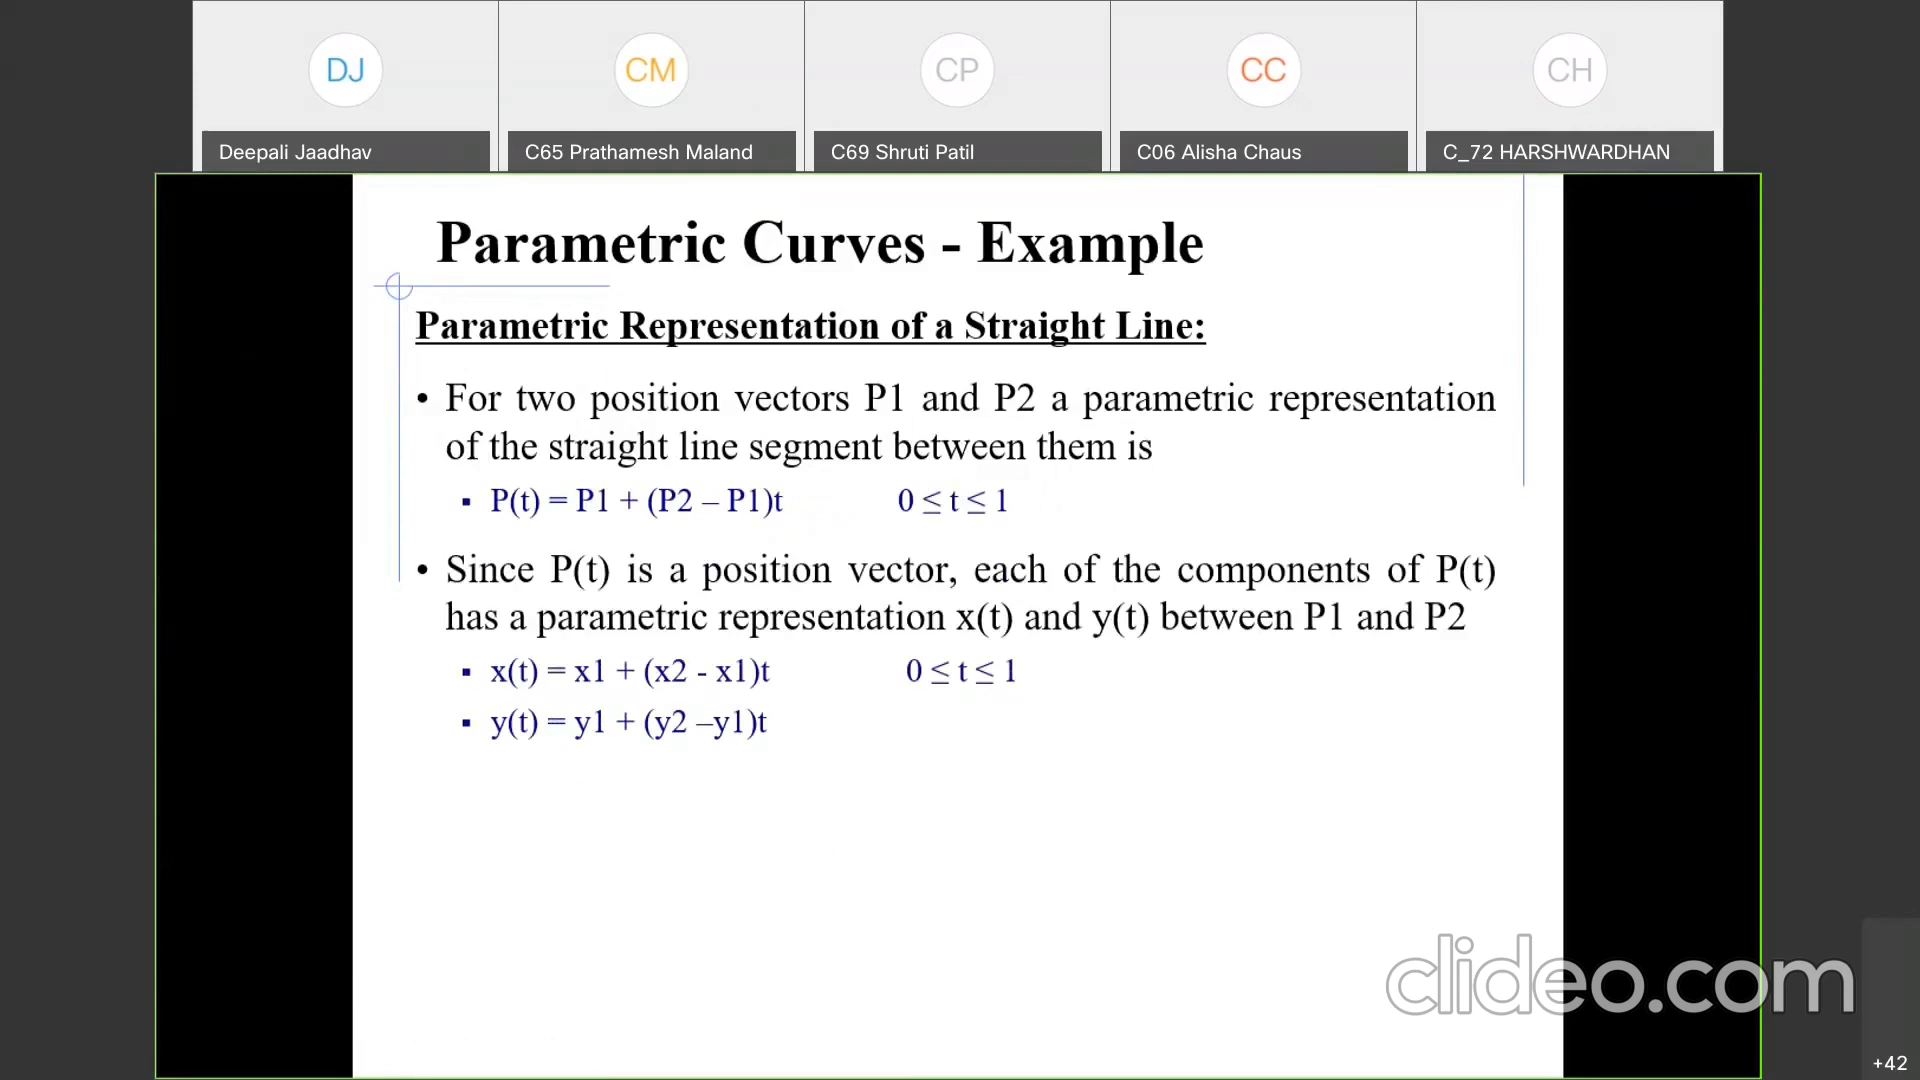 DJ CM CP CC CH
Deepali Jaadhav C65 Prathamesh Maland C69 Shruti Patil C06 Alisha Chaus C_72 HARSHWARDHAN
Parametric Curves - Example
Parametric Representation of a Straight Line:
• For two position vectors P1 and P2 a parametric representation
of the straight line segment between them is
▪ P(t) = P1 + (P2 – P1)t 0 ≤ t ≤ 1
• Since P(t) is a position vector, each of the components of P(t)
has a parametric representation x(t) and y(t) between P1 and P2
▪ x(t) = x1 + (x2 - x1)t 0 ≤ t ≤ 1
▪ y(t) = y1 + (y2 –y1)t
clideo.com
+42